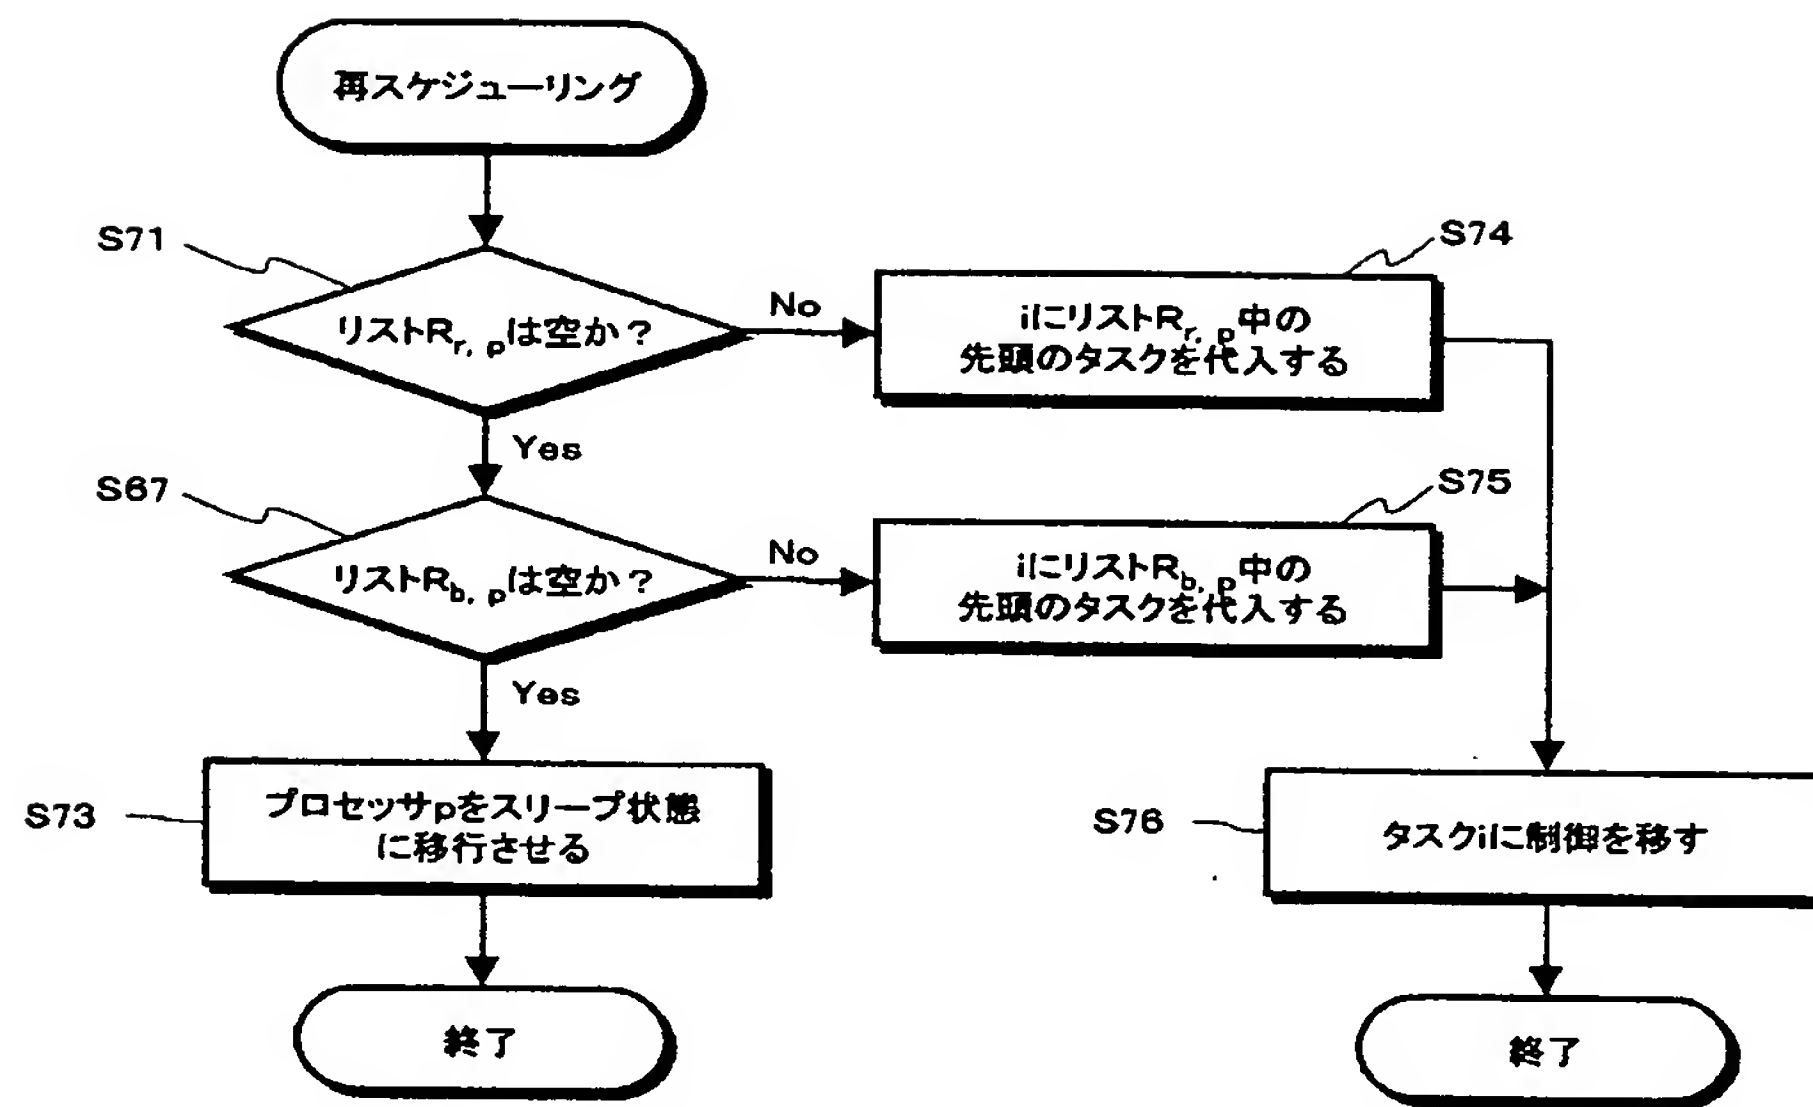 再スケジューリング
S71
リストRr, pは空か?
No
S74
iにリストRr, p中の
先頭のタスクを代入する
Yes
S67
リストRb, pは空か?
No
S75
iにリストRb, p中の
先頭のタスクを代入する
Yes
S73
プロセッサpをスリープ状態
に移行させる
S76
タスクiに制御を移す
終了
終了